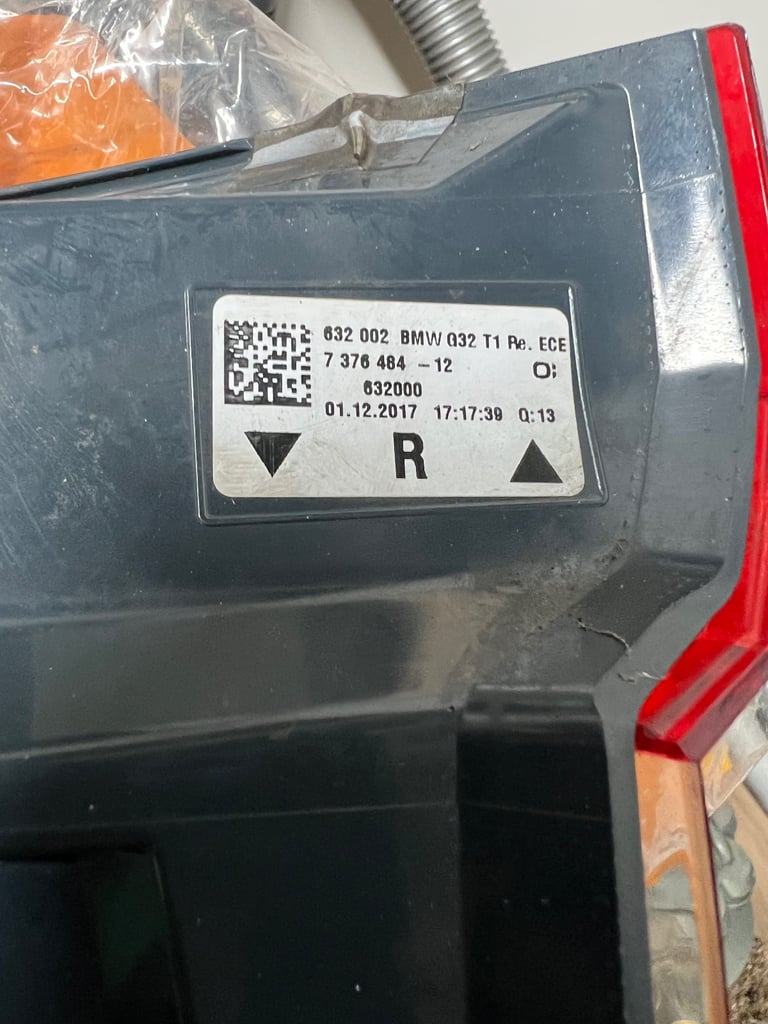 632 002 BMW G32 T1 Re. ECE
7 376 484 -12
632000
01.12.2017 17:17:39 Q:13
R